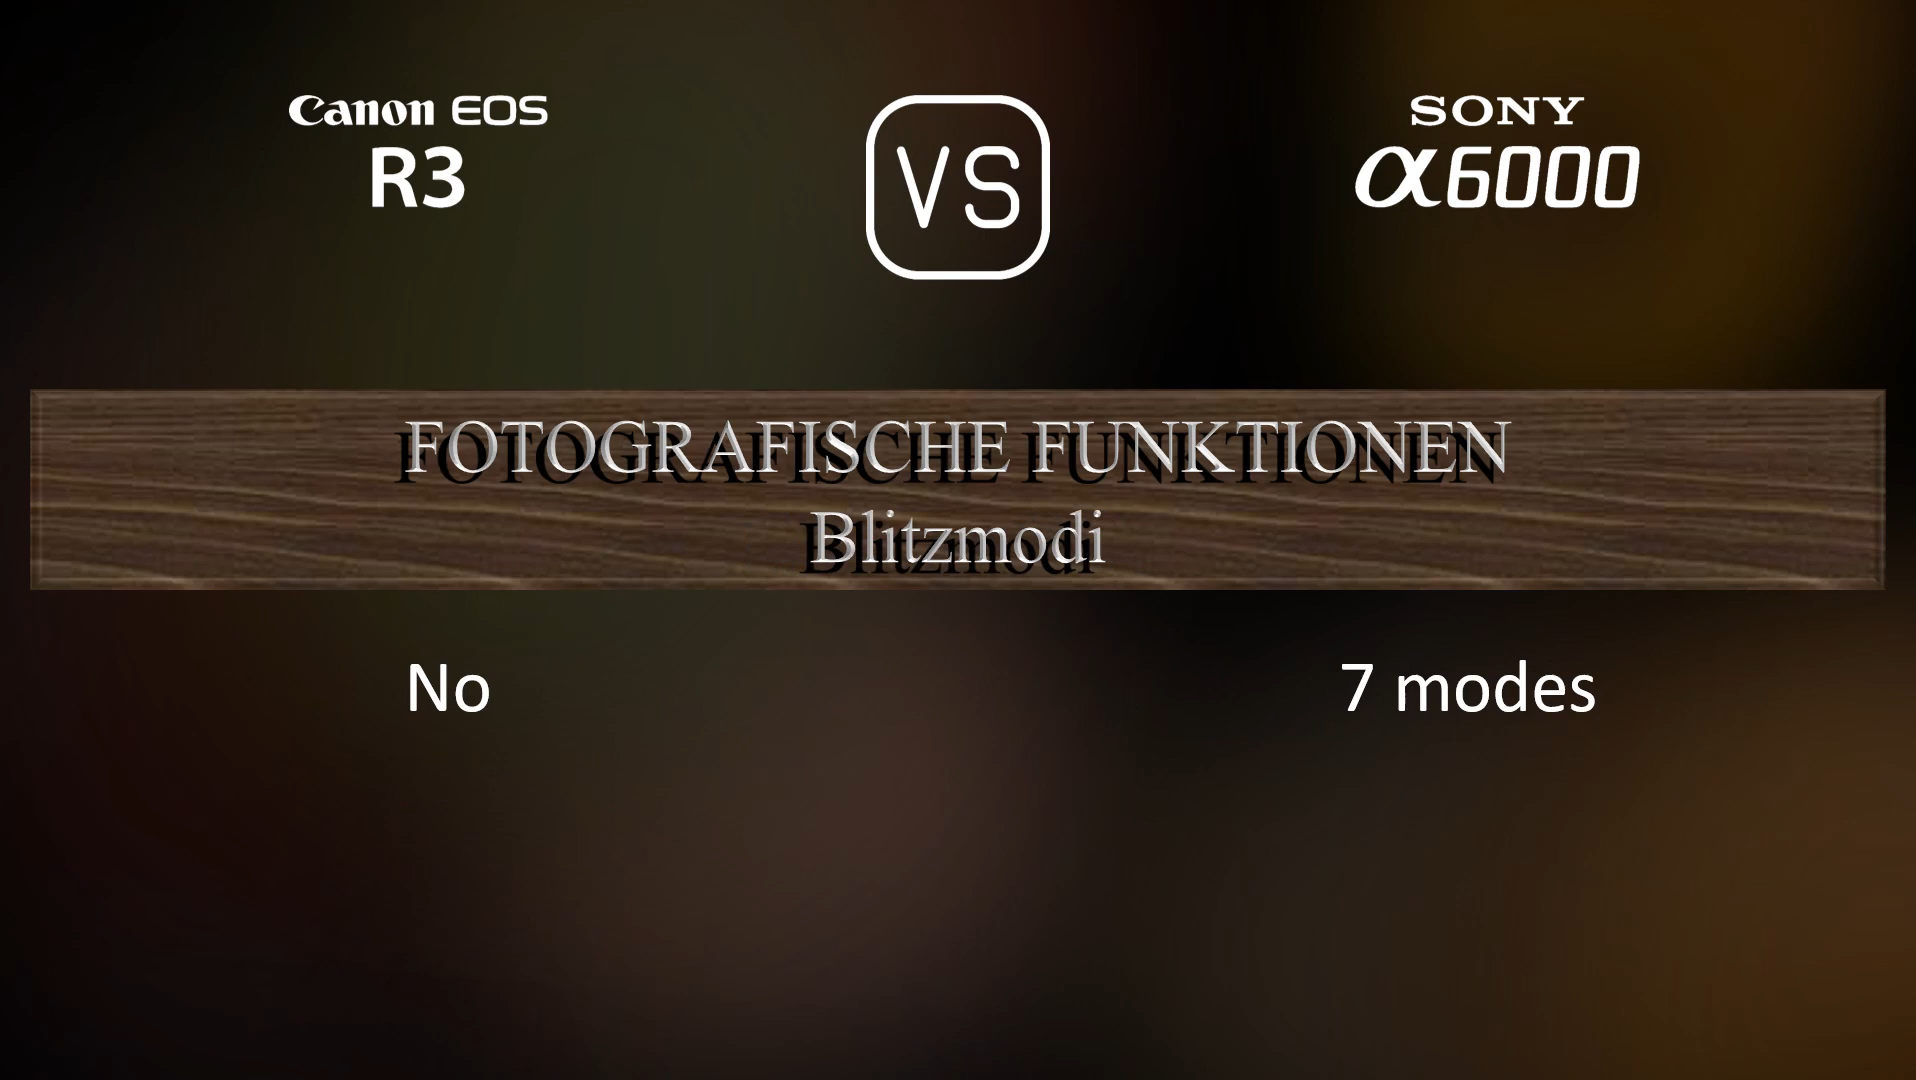 Canon EOS
R3
VS
SONY
α6000
FOTOGRAFISCHE FUNKTIONEN
Blitzmodi
No
7 modes